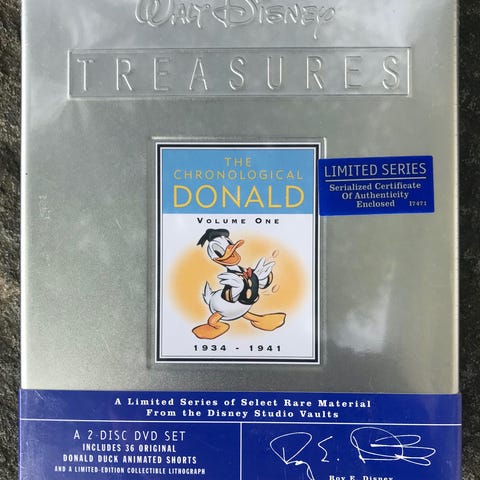 Walt Disney
TREASURES
THE
CHRONOLOGICAL
DONALD
VOLUME ONE
1934 - 1941
LIMITED SERIES
Serialized Certificate
Of Authenticity
Enclosed 17471
A Limited Series of Select Rare Material
From the Disney Studio Vaults
A 2-DISC DVD SET
INCLUDES 36 ORIGINAL
DONALD DUCK ANIMATED SHORTS
AND A LIMITED-EDITION COLLECTIBLE LITHOGRAPH
Roy E. Disney
Roy E. Disney